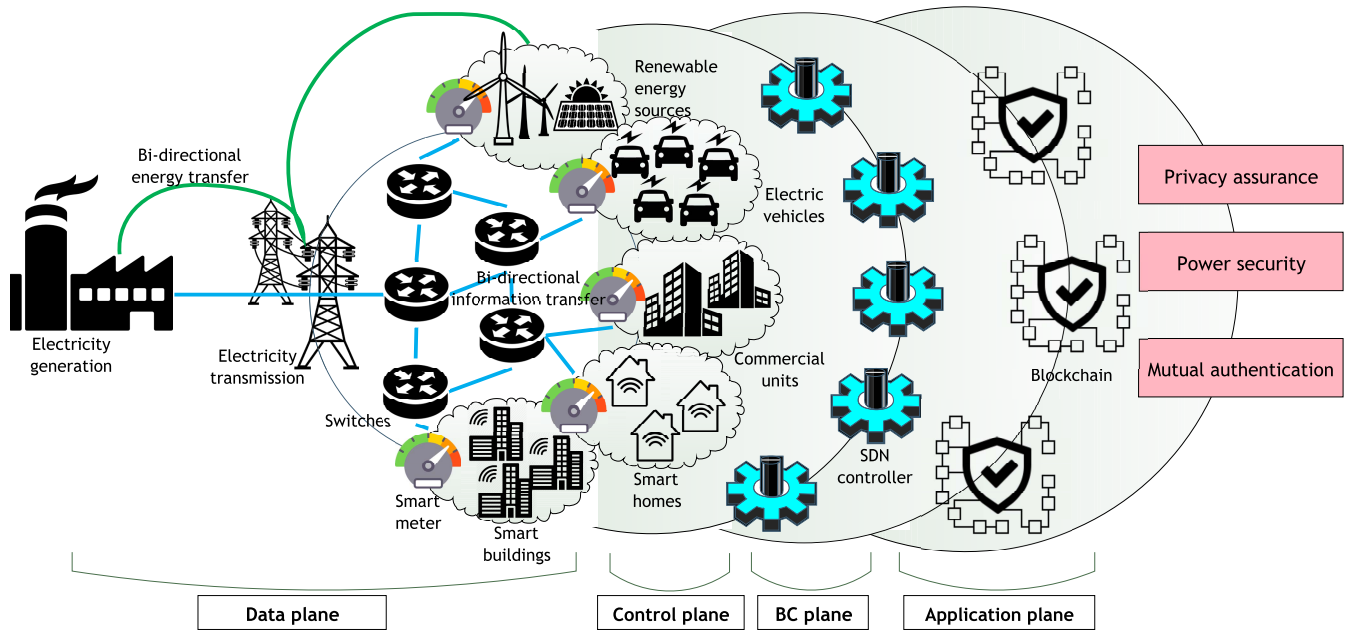 Renewable
energy
sources
Bi-directional
energy transfer
Privacy assurance
Electric
vehicles
Power security
Bi-directional
information transfer
Electricity
generation
Electricity
transmission
Commercial
units
Blockchain
Mutual authentication
Switches
SDN
controller
Smart
homes
Smart
meter
Smart
buildings
Data plane
Control plane
BC plane
Application plane